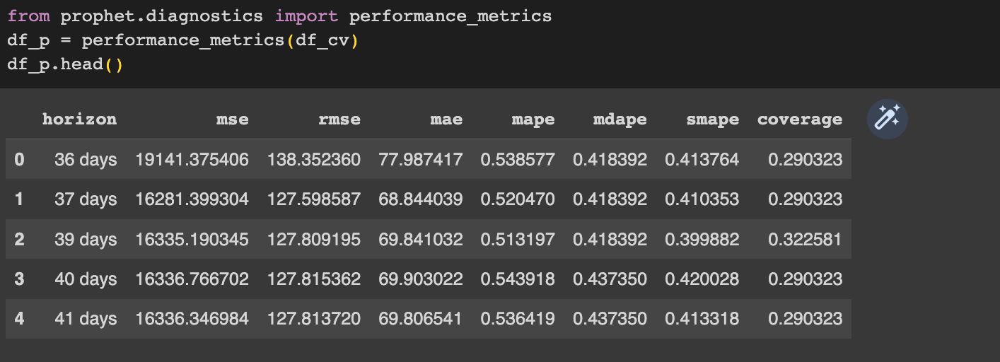 from prophet.diagnostics import performance_metrics
df_p = performance_metrics(df_cv)
df_p.head()
horizon mse rmse mae mape mdape smape coverage
0 36 days 19141.375406 138.352360 77.987417 0.538577 0.418392 0.413764 0.290323
1 37 days 16281.399304 127.598587 68.844039 0.520470 0.418392 0.410353 0.290323
2 39 days 16335.190345 127.809195 69.841032 0.513197 0.418392 0.399882 0.322581
3 40 days 16336.766702 127.815362 69.903022 0.543918 0.437350 0.420028 0.290323
4 41 days 16336.346984 127.813720 69.806541 0.536419 0.437350 0.413318 0.290323